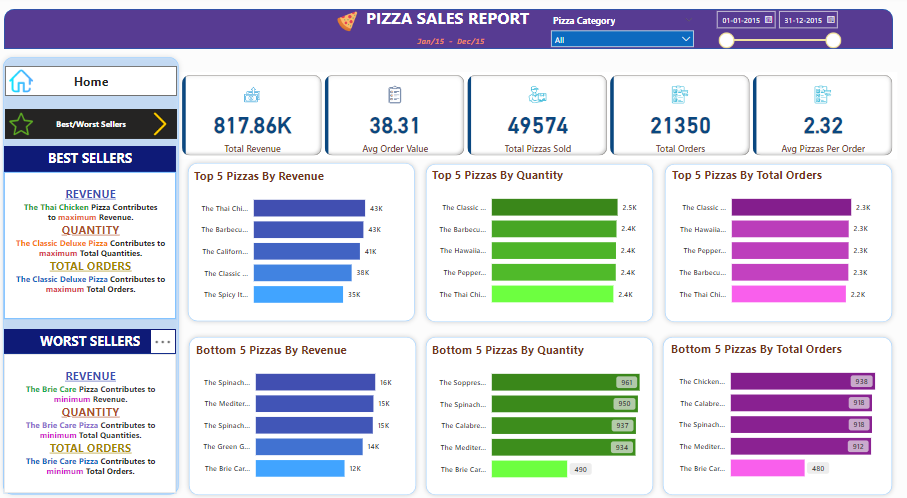 PIZZA SALES REPORT
Jan/15 - Dec/15
Pizza Category
All
01-01-2015
31-12-2015
Home
Best/Worst Sellers
BEST SELLERS
REVENUE
The Thai Chicken Pizza Contributes
to maximum Revenue.
QUANTITY
The Classic Deluxe Pizza Contributes to
maximum Total Quantities.
TOTAL ORDERS
The Classic Deluxe Pizza Contributes to
maximum Total Orders.
WORST SELLERS
...
REVENUE
The Brie Care Pizza Contributes to
minimum Revenue.
QUANTITY
The Brie Care Pizza Contributes to
minimum Total Quantities.
TOTAL ORDERS
The Brie Care Pizza Contributes to
minimum Total Orders.
817.86K
Total Revenue
38.31
Avg Order Value
49574
Total Pizzas Sold
21350
Total Orders
2.32
Avg Pizzas Per Order
Top 5 Pizzas By Revenue
The Thai Chi... 43K
The Barbecu... 43K
The Californ... 41K
The Classic ... 38K
The Spicy It... 35K
Top 5 Pizzas By Quantity
The Classic ... 2.5K
The Barbecu... 2.4K
The Hawaiia... 2.4K
The Pepper... 2.4K
The Thai Chi... 2.4K
Top 5 Pizzas By Total Orders
The Classic ... 2.3K
The Hawaiia... 2.3K
The Pepper... 2.3K
The Barbecu... 2.3K
The Thai Chi... 2.2K
Bottom 5 Pizzas By Revenue
The Spinach... 16K
The Mediter... 15K
The Spinach... 15K
The Green G... 14K
The Brie Car... 12K
Bottom 5 Pizzas By Quantity
The Soppres... 961
The Spinach... 950
The Calabre... 937
The Mediter... 934
The Brie Car... 490
Bottom 5 Pizzas By Total Orders
The Chicken... 938
The Calabre... 918
The Spinach... 918
The Mediter... 912
The Brie Car... 480